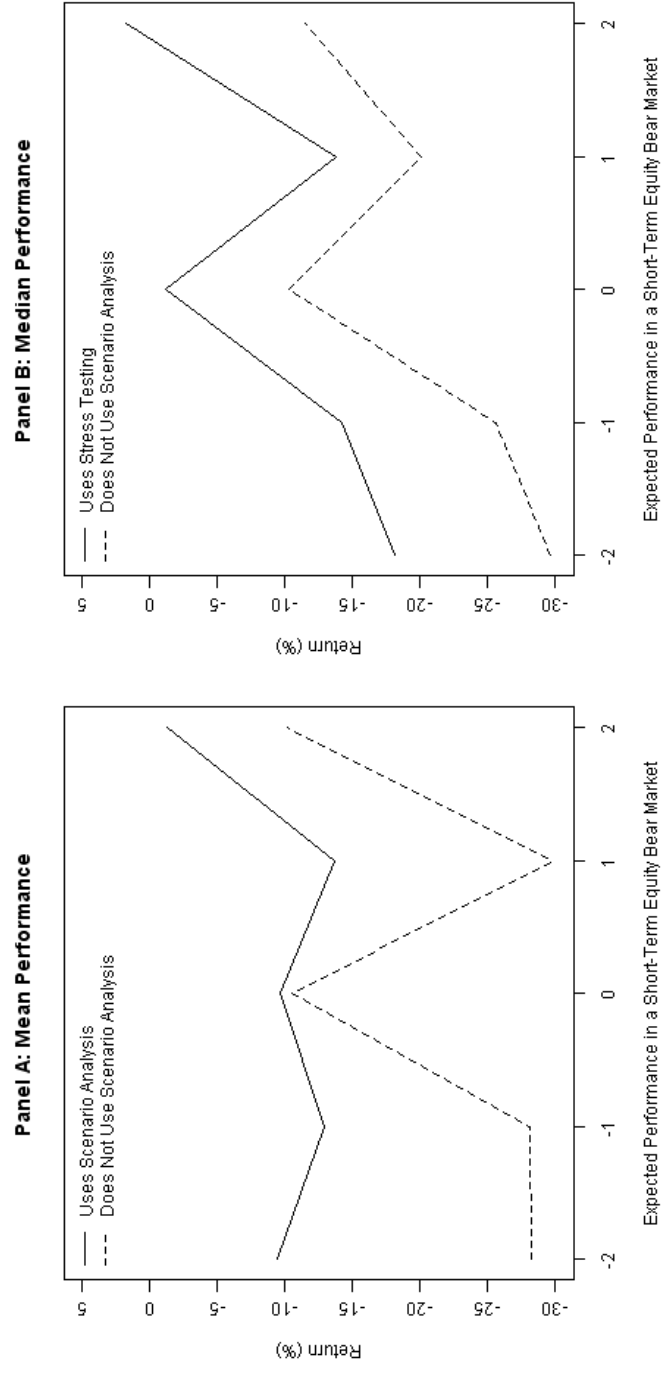 Panel A: Mean Performance
Uses Scenario Analysis
Does Not Use Scenario Analysis
Return (%)
5
0
-5
-10
-15
-20
-25
-30
-2
-1
0
1
2
Expected Performance in a Short-Term Equity Bear Market
Panel B: Median Performance
Uses Stress Testing
Does Not Use Scenario Analysis
Return (%)
5
0
-5
-10
-15
-20
-25
-30
-2
-1
0
1
2
Expected Performance in a Short-Term Equity Bear Market